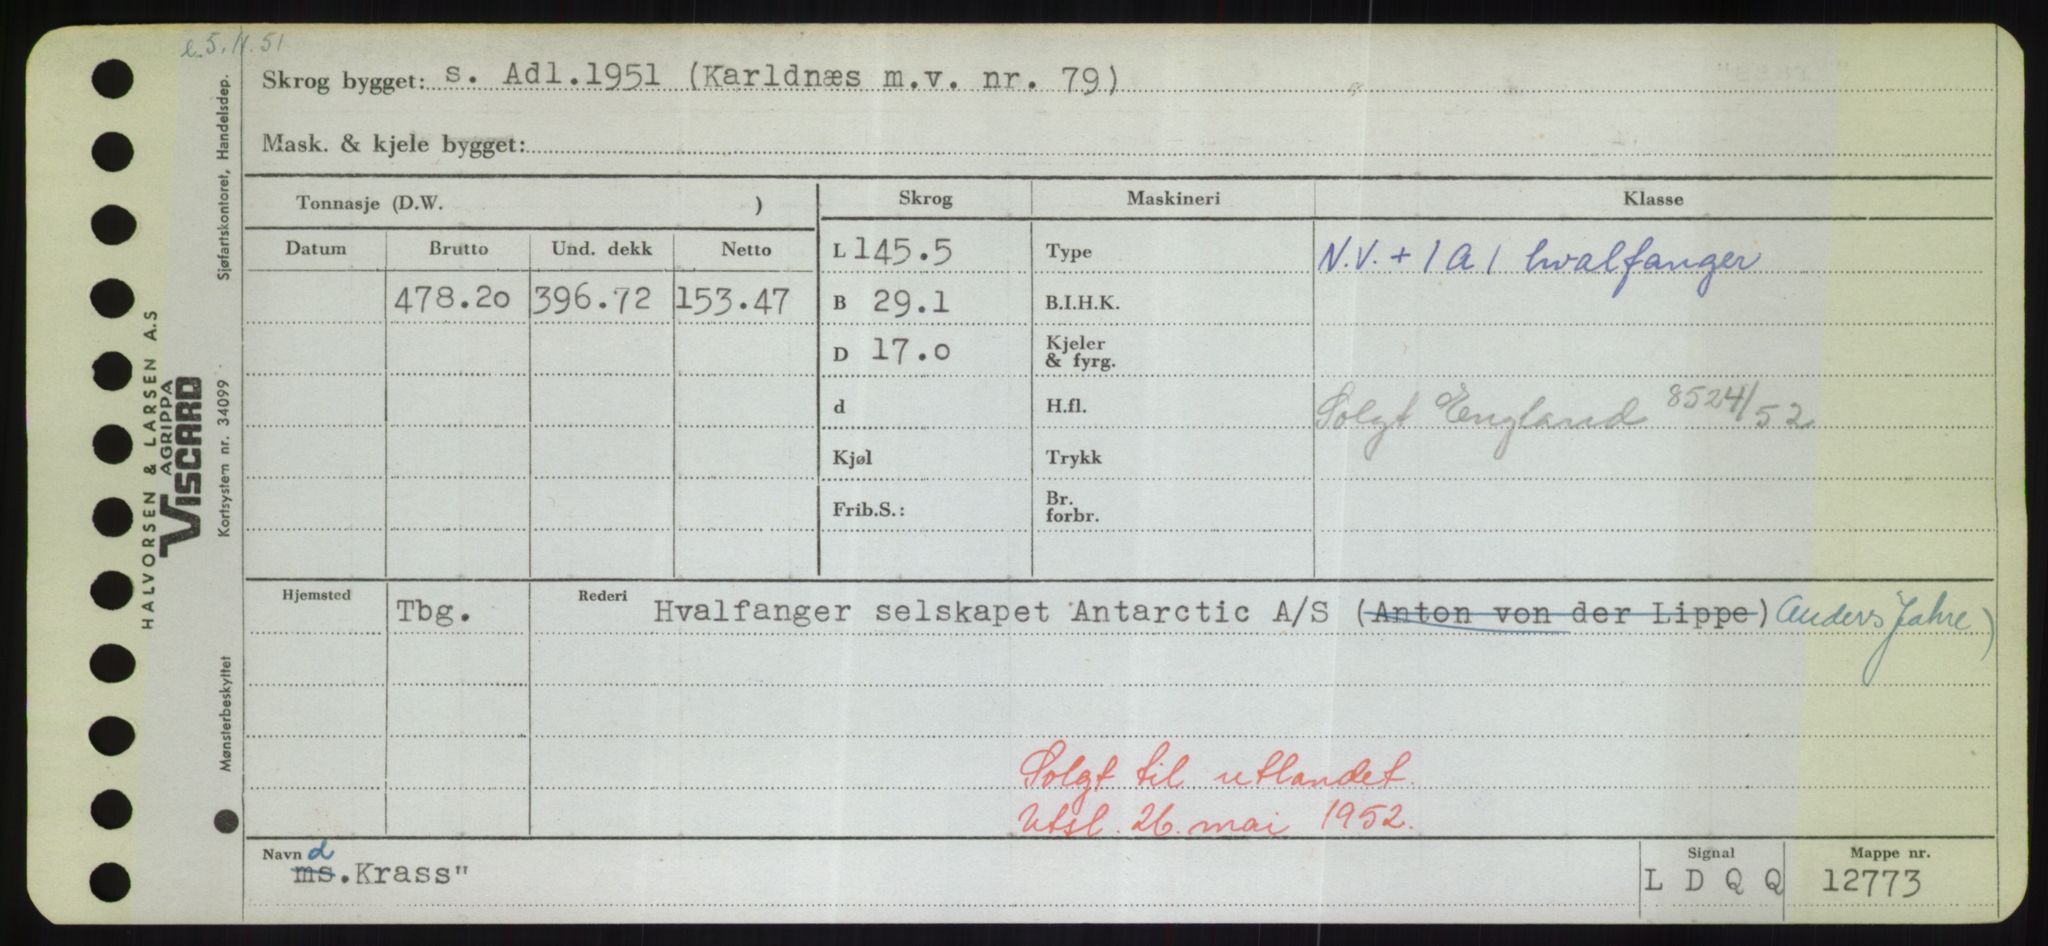 e. 5.11.51
Skrog bygget: s. Adl.1951 (Karldnæs m.v. nr. 79)
Mask. & kjele bygget:
Tonnasje (D.W. )
Skrog Maskineri Klasse
Datum Brutto Und. dekk Netto
L 145.5 Type N.V. + 1 A 1 hvalfanger
478.20 396.72 153.47 B 29.1 B.I.H.K.
D 17.0 Kjeler & fyrg.
d H.fl. Solgt England 8524/52
Kjøl Trykk
Frib.S.: Br. forbr.
Hjemsted Tbg. Rederi Hvalfanger selskapet Antarctic A/S (Anton von der Lippe) Anders Jahre)
Solgt til utlandet.
Utsl. 26. mai 1952.
Navn d Signal Mappe nr.
ms.Krass" L D Q Q 12773
HALVORSEN & LARSEN A.S
AGRIPPA
VISCARD
Sjøfartskontoret, Handelsdep.
Kortsystem nr. 34099
Mønsterbeskyttet